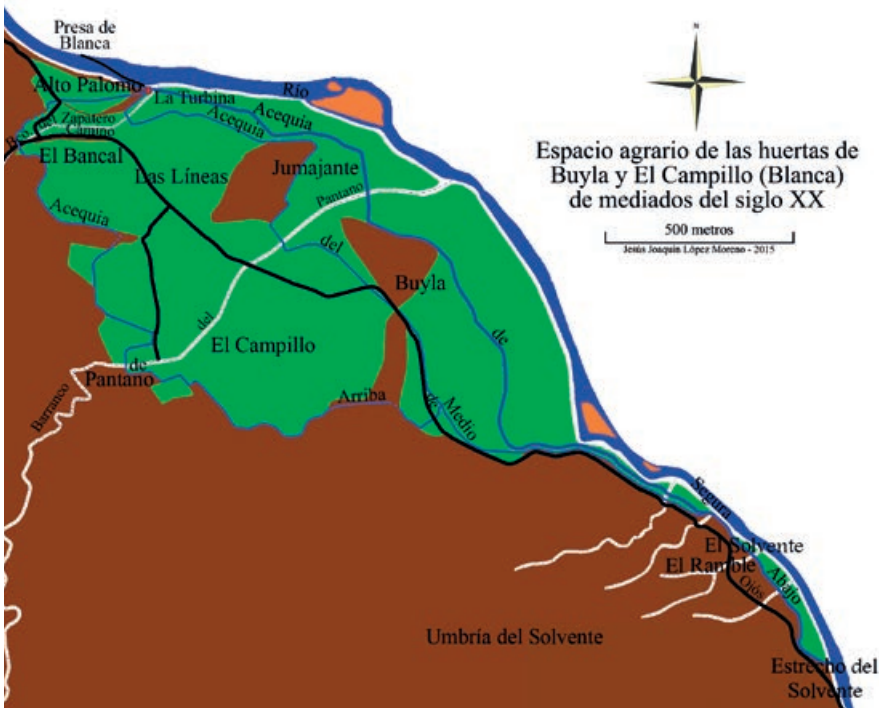 Presa de
Blanca
N
Espacio agrario de las huertas de
Buyla y El Campillo (Blanca)
de mediados del siglo XX
500 metros
Jesús Joaquín López Moreno - 2015
Alto Palomo
La Turbina
Río
Acequia
Acequia
Bco. del Zapatero
Camino
El Bancal
Las Líneas
Jumajante
Pantano
Acequia
del
Buyla
del
El Campillo
de
de
Pantano
Barranco
Arriba
de
Medio
Segura
El Solvente
El Ramble
Ojós
Abajo
Umbría del Solvente
Estrecho del
Solvente